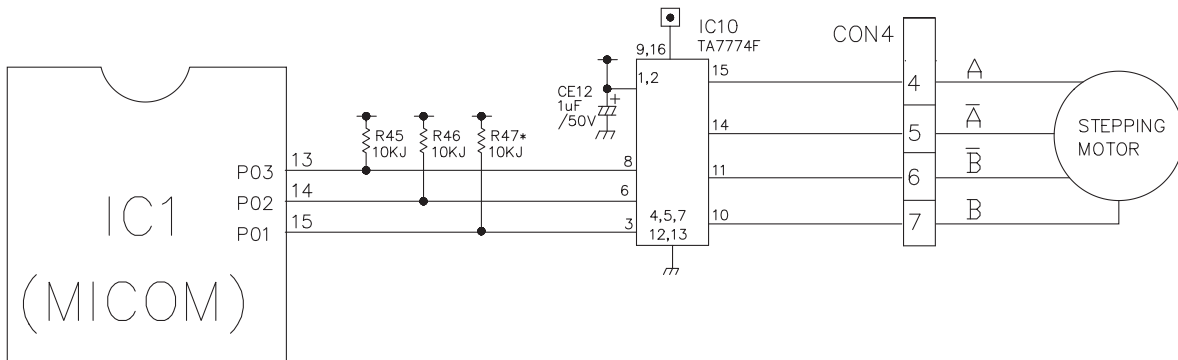 IC10
TA7774F
CON4
9,16
1,2
15
CE12
1uF
/50V
+
4
A
R45
10KJ
R46
10KJ
R47*
10KJ
14
5
A̅
STEPPING
MOTOR
P03
13
8
11
6
B̅
P02
14
6
IC1
P01
15
3
4,5,7
12,13
10
7
B
(MICOM)